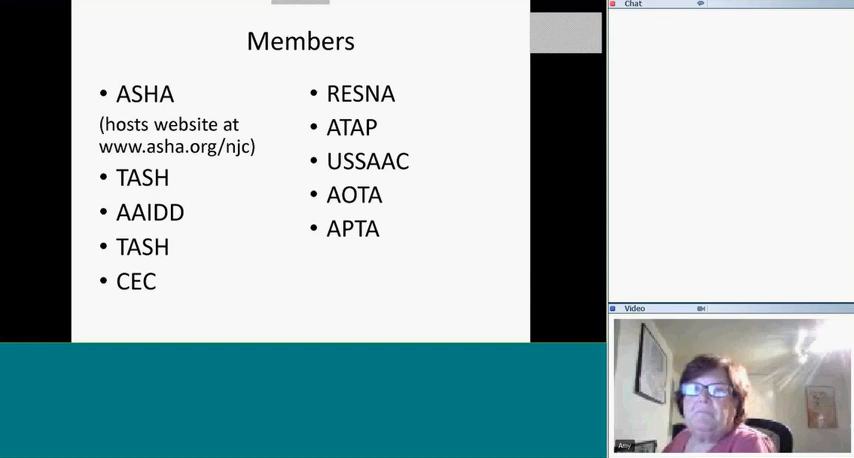 Members
• ASHA
(hosts website at
www.asha.org/njc)
• TASH
• AAIDD
• TASH
• CEC
• RESNA
• ATAP
• USSAAC
• AOTA
• APTA
Chat
Video
Amy